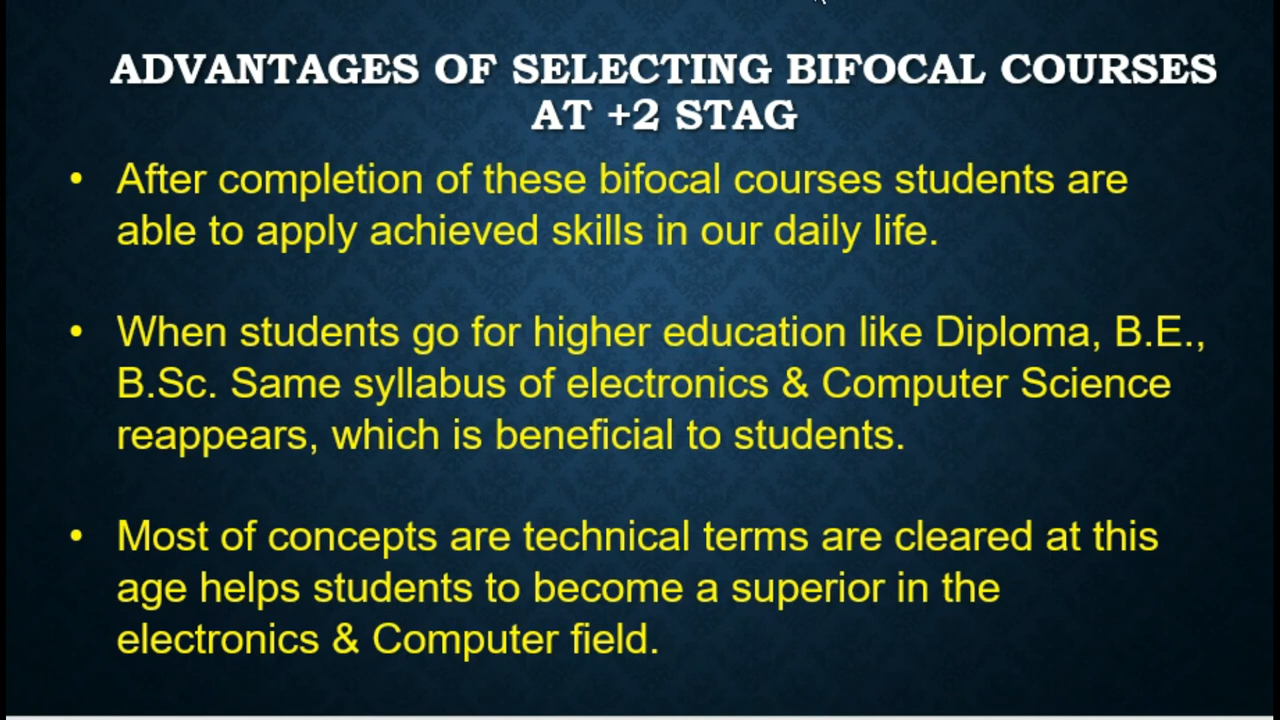 ADVANTAGES OF SELECTING BIFOCAL COURSES
AT +2 STAG
• After completion of these bifocal courses students are
able to apply achieved skills in our daily life.
• When students go for higher education like Diploma, B.E.,
B.Sc. Same syllabus of electronics & Computer Science
reappears, which is beneficial to students.
• Most of concepts are technical terms are cleared at this
age helps students to become a superior in the
electronics & Computer field.